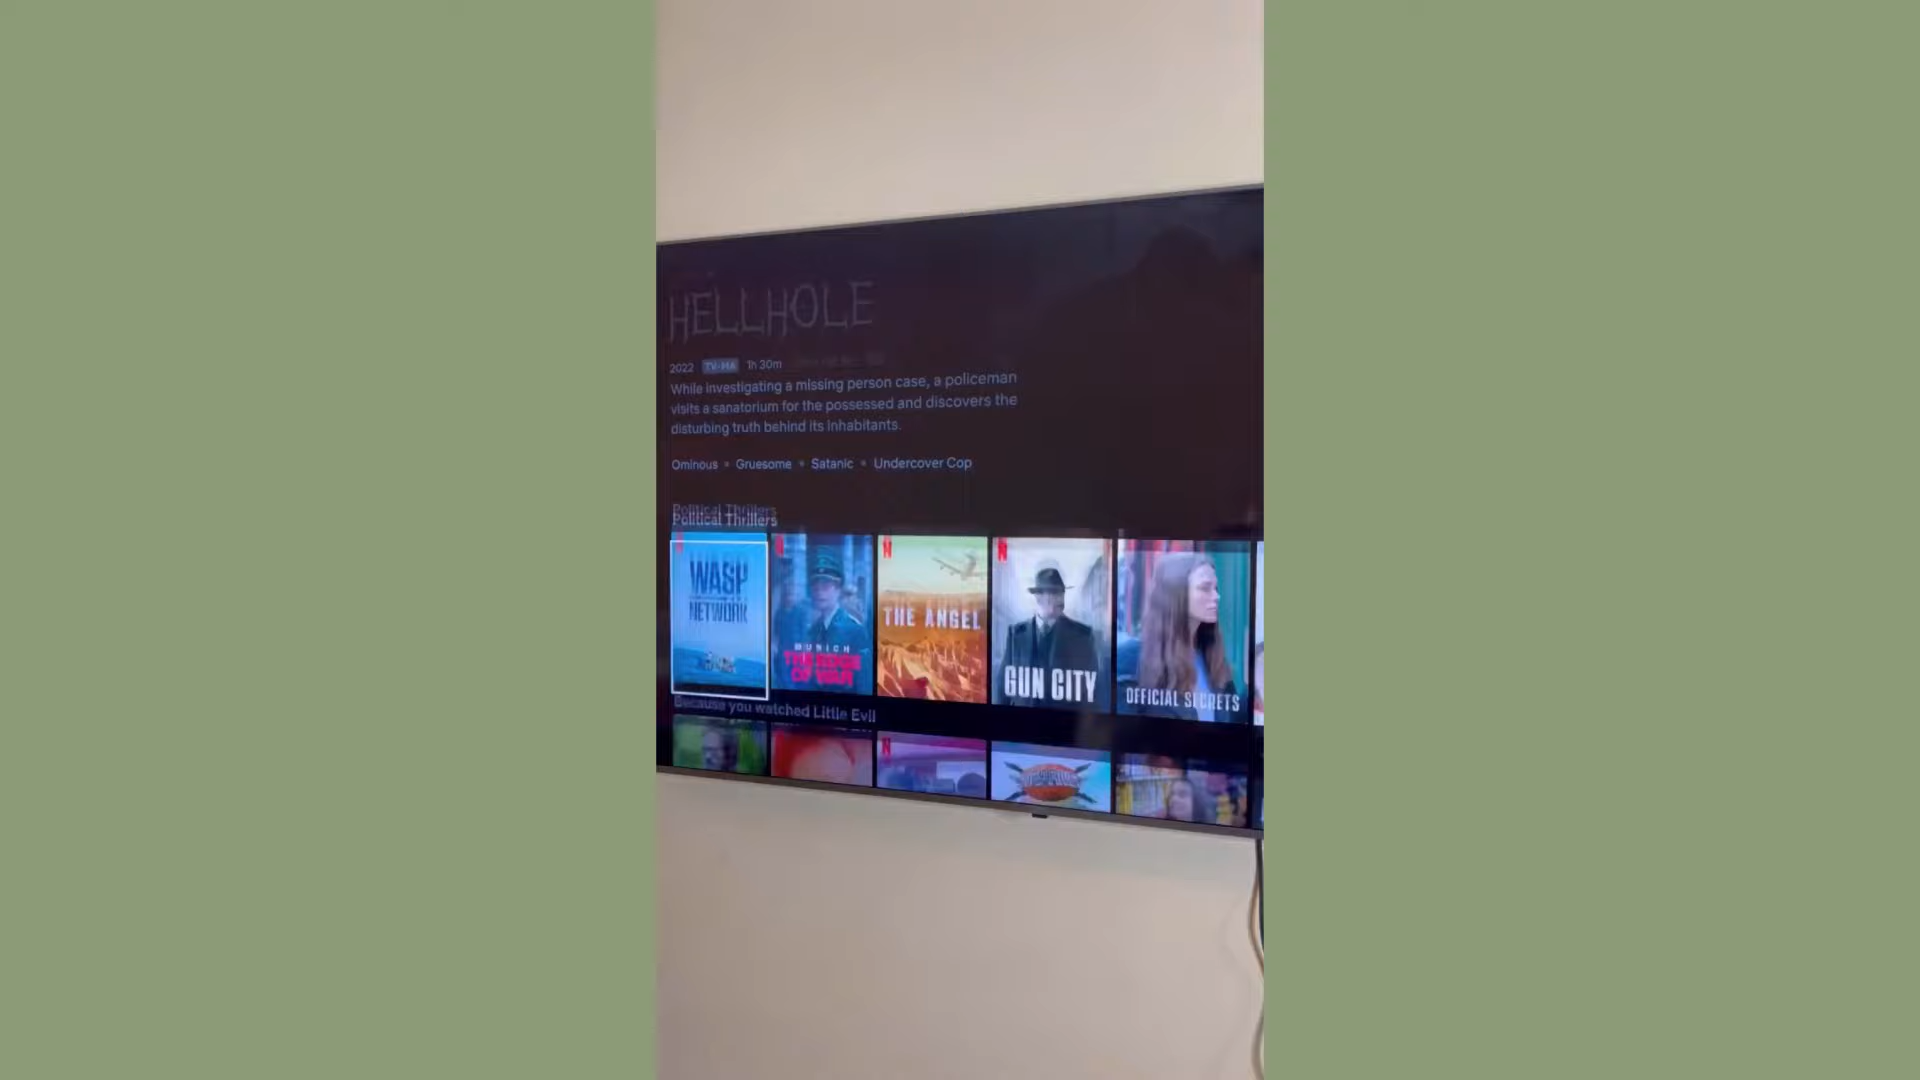 HELLHOLE
2022 TV-MA 1h 30m
While investigating a missing person case, a policeman
visits a sanatorium for the possessed and discovers the
disturbing truth behind its inhabitants.
Ominous • Gruesome • Satanic • Undercover Cop
Political Thrillers
Political Thrillers
N
WASP
NETWORK
N
MUNICH
THE EDGE
OF WAR
N
THE ANGEL
N
GUN CITY
OFFICIAL SECRETS
Because you watched Little Evil
N